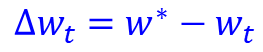 Δw_t = w* − w_t